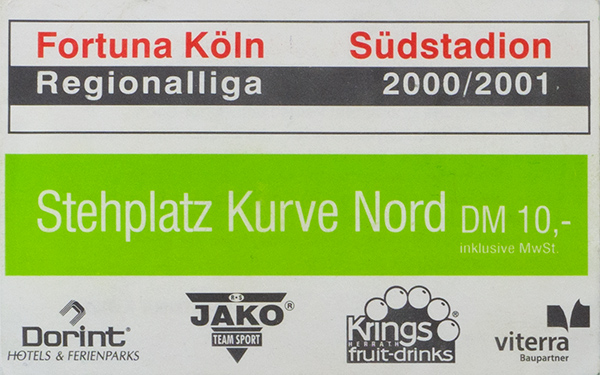 Fortuna Köln Südstadion
Regionalliga 2000/2001
Stehplatz Kurve Nord DM 10,-
inklusive MwSt.
Dorint®
HOTELS & FERIENPARKS
JAKO®
TEAM SPORT
Krings®
HERRATH
fruit-drinks
viterra
Baupartner